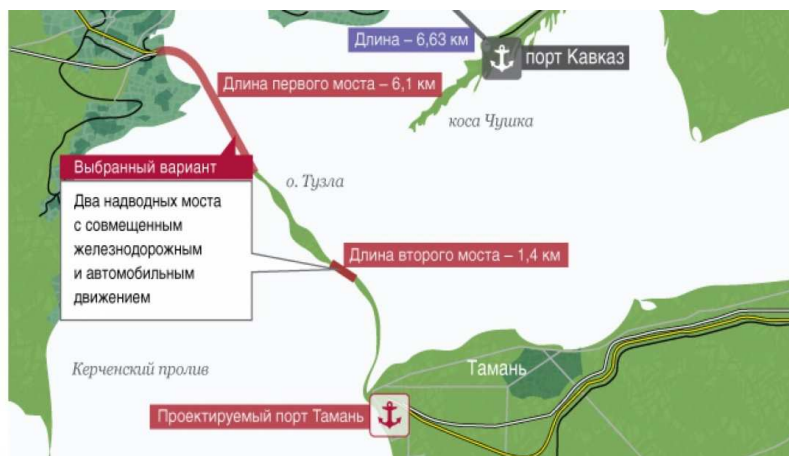 Длина – 6,63 км
порт Кавказ
Длина первого моста – 6,1 км
коса Чушка
Выбранный вариант
о. Тузла
Два надводных моста
с совмещенным
железнодорожным
и автомобильным
движением
Длина второго моста – 1,4 км
Керченский пролив
Тамань
Проектируемый порт Тамань